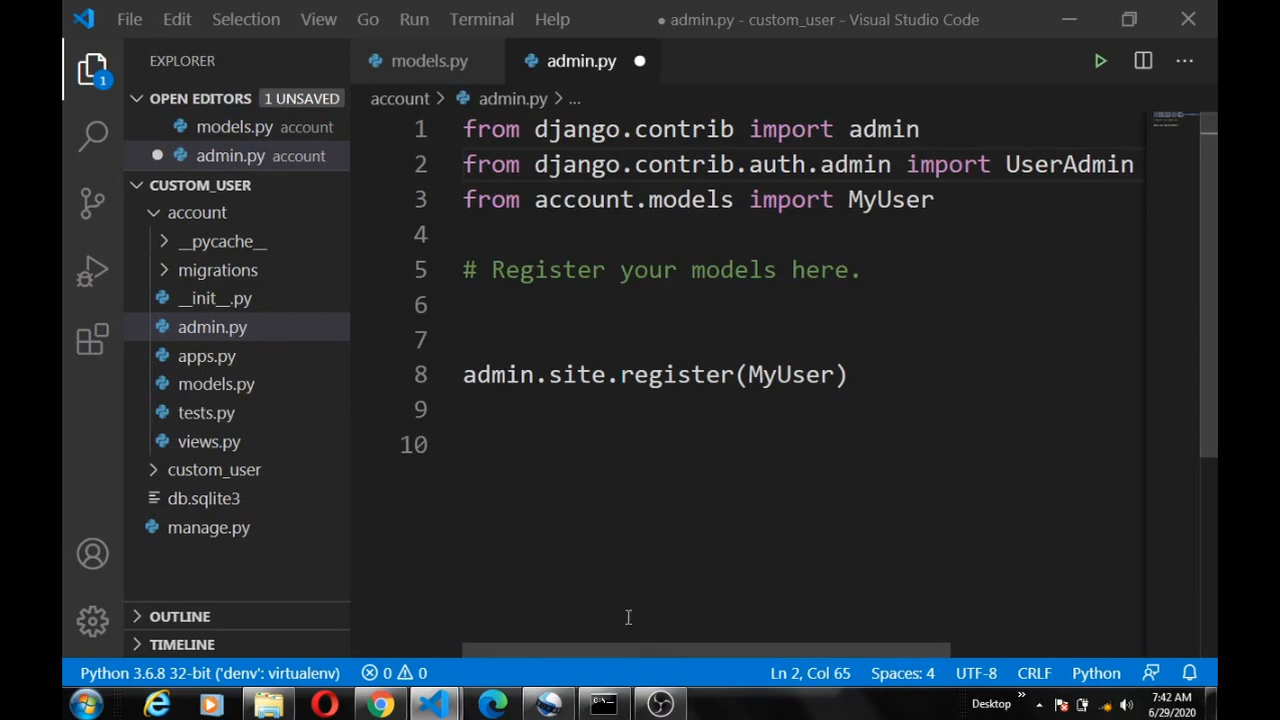 File Edit Selection View Go Run Terminal Help ● admin.py - custom_user - Visual Studio Code
EXPLORER
models.py admin.py
OPEN EDITORS 1 UNSAVED
account > admin.py > ...
models.py account
admin.py account
CUSTOM_USER
account
__pycache__
migrations
__init__.py
admin.py
apps.py
models.py
tests.py
views.py
custom_user
db.sqlite3
manage.py
OUTLINE
TIMELINE
1 from django.contrib import admin
2 from django.contrib.auth.admin import UserAdmin
3 from account.models import MyUser
4
5 # Register your models here.
6
7
8 admin.site.register(MyUser)
9
10
1
Python 3.6.8 32-bit ('denv': virtualenv) 0 0 Ln 2, Col 65 Spaces: 4 UTF-8 CRLF Python
Desktop » 7:42 AM
6/29/2020